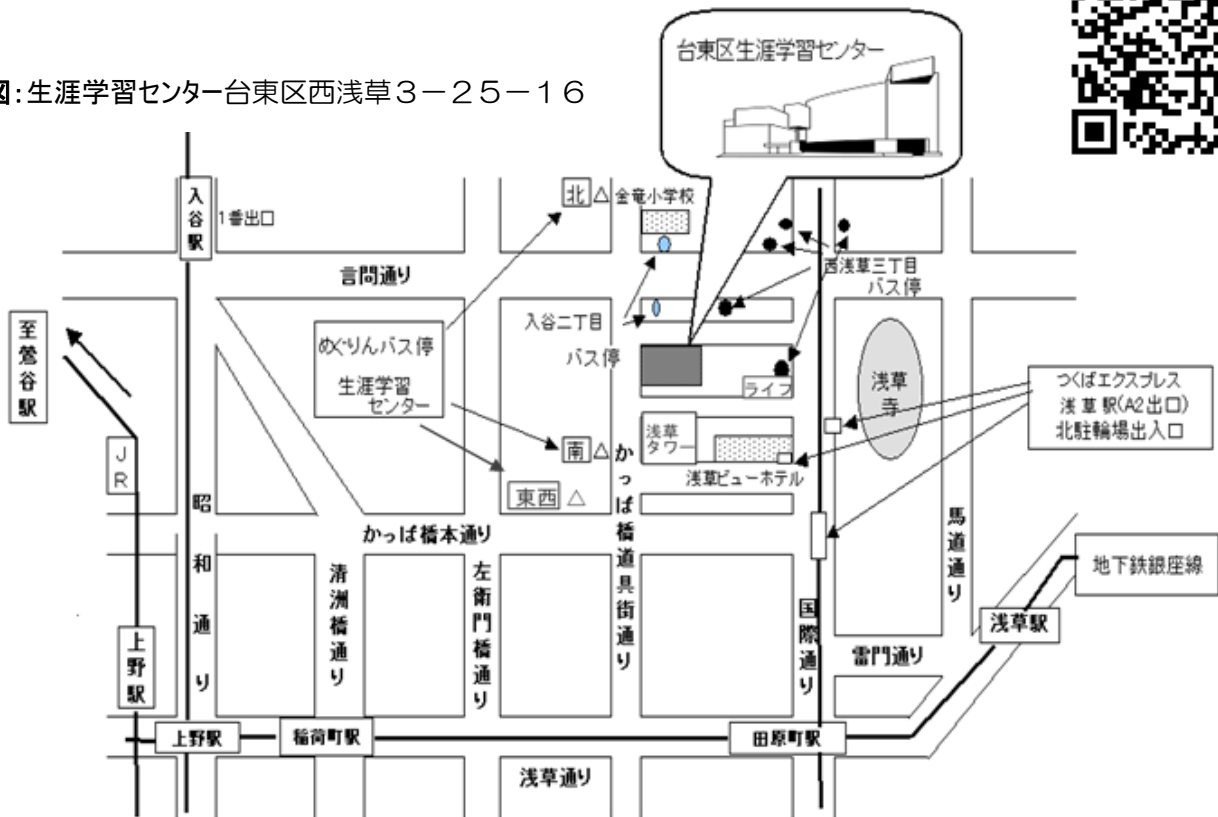 台東区生涯学習センター
図:生涯学習センター台東区西浅草3－25－16
入谷駅
1番出口
北△
金竜小学校
言問通り
西浅草三丁目
バス停
至鶯谷駅
めぐりんバス停
生涯学習
センター
入谷二丁目
バス停
ライフ
浅草寺
つくばエクスプレス
浅草駅(A2出口)
北駐輪場出入口
JR
南△
浅草
タワー
浅草ビューホテル
東西△
昭和通り
かっぱ橋本通り
かっぱ橋道具街通り
馬道通り
清洲橋通り
左衛門橋通り
国際通り
地下鉄銀座線
浅草駅
雷門通り
上野駅
上野駅
稲荷町駅
田原町駅
浅草通り